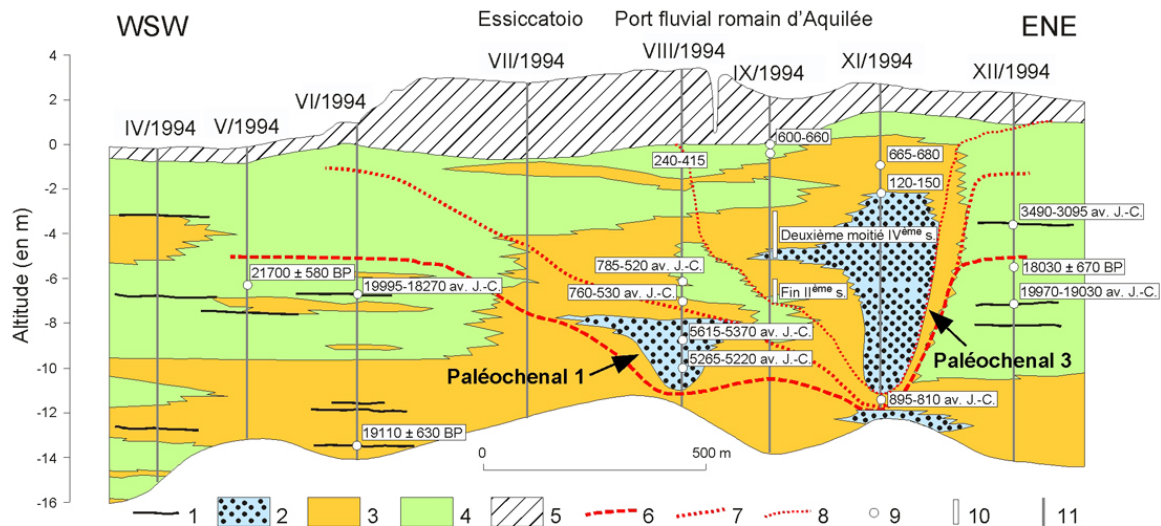 WSW
Essiccatoio
Port fluvial romain d'Aquilée
ENE
Altitude (en m)
4
2
0
-2
-4
-6
-8
-10
-12
-14
-16
IV/1994
V/1994
VI/1994
VII/1994
VIII/1994
IX/1994
XI/1994
XII/1994
600-660
240-415
665-680
120-150
3490-3095 av. J.-C.
Deuxième moitié IVème s.
785-520 av. J.-C.
18030 ± 670 BP
21700 ± 580 BP
19995-18270 av. J.-C.
760-530 av. J.-C.
Fin IIème s.
19970-19030 av. J.-C.
5615-5370 av. J.-C.
Paléochenal 3
5265-5220 av. J.-C.
Paléochenal 1
895-810 av. J.-C.
19110 ± 630 BP
0
500 m
1
2
3
4
5
6
7
8
9
10
11